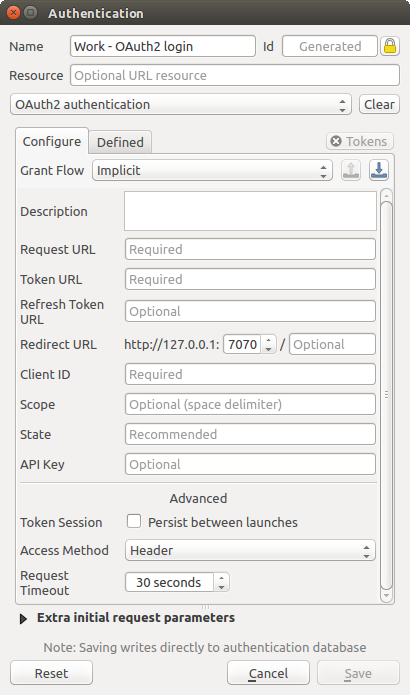 Authentication
Name Work - OAuth2 login Id Generated
Resource Optional URL resource
OAuth2 authentication Clear
Configure Defined Tokens
Grant Flow Implicit
Description
Request URL Required
Token URL Required
Refresh Token URL Optional
Redirect URL http://127.0.0.1: 7070 / Optional
Client ID Required
Scope Optional (space delimiter)
State Recommended
API Key Optional
Advanced
Token Session Persist between launches
Access Method Header
Request Timeout 30 seconds
Extra initial request parameters
Note: Saving writes directly to authentication database
Reset Cancel Save